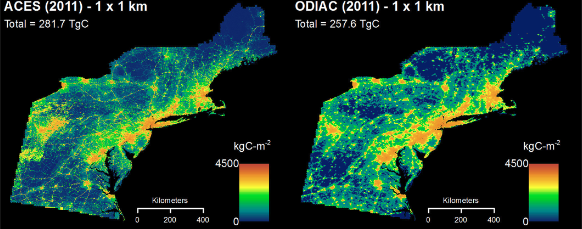 ACES (2011) - 1 x 1 km
Total = 281.7 TgC
kgC-m-2
4500
0
Kilometers
0 200 400
ODIAC (2011) - 1 x 1 km
Total = 257.6 TgC
kgC-m-2
4500
0
Kilometers
0 200 400